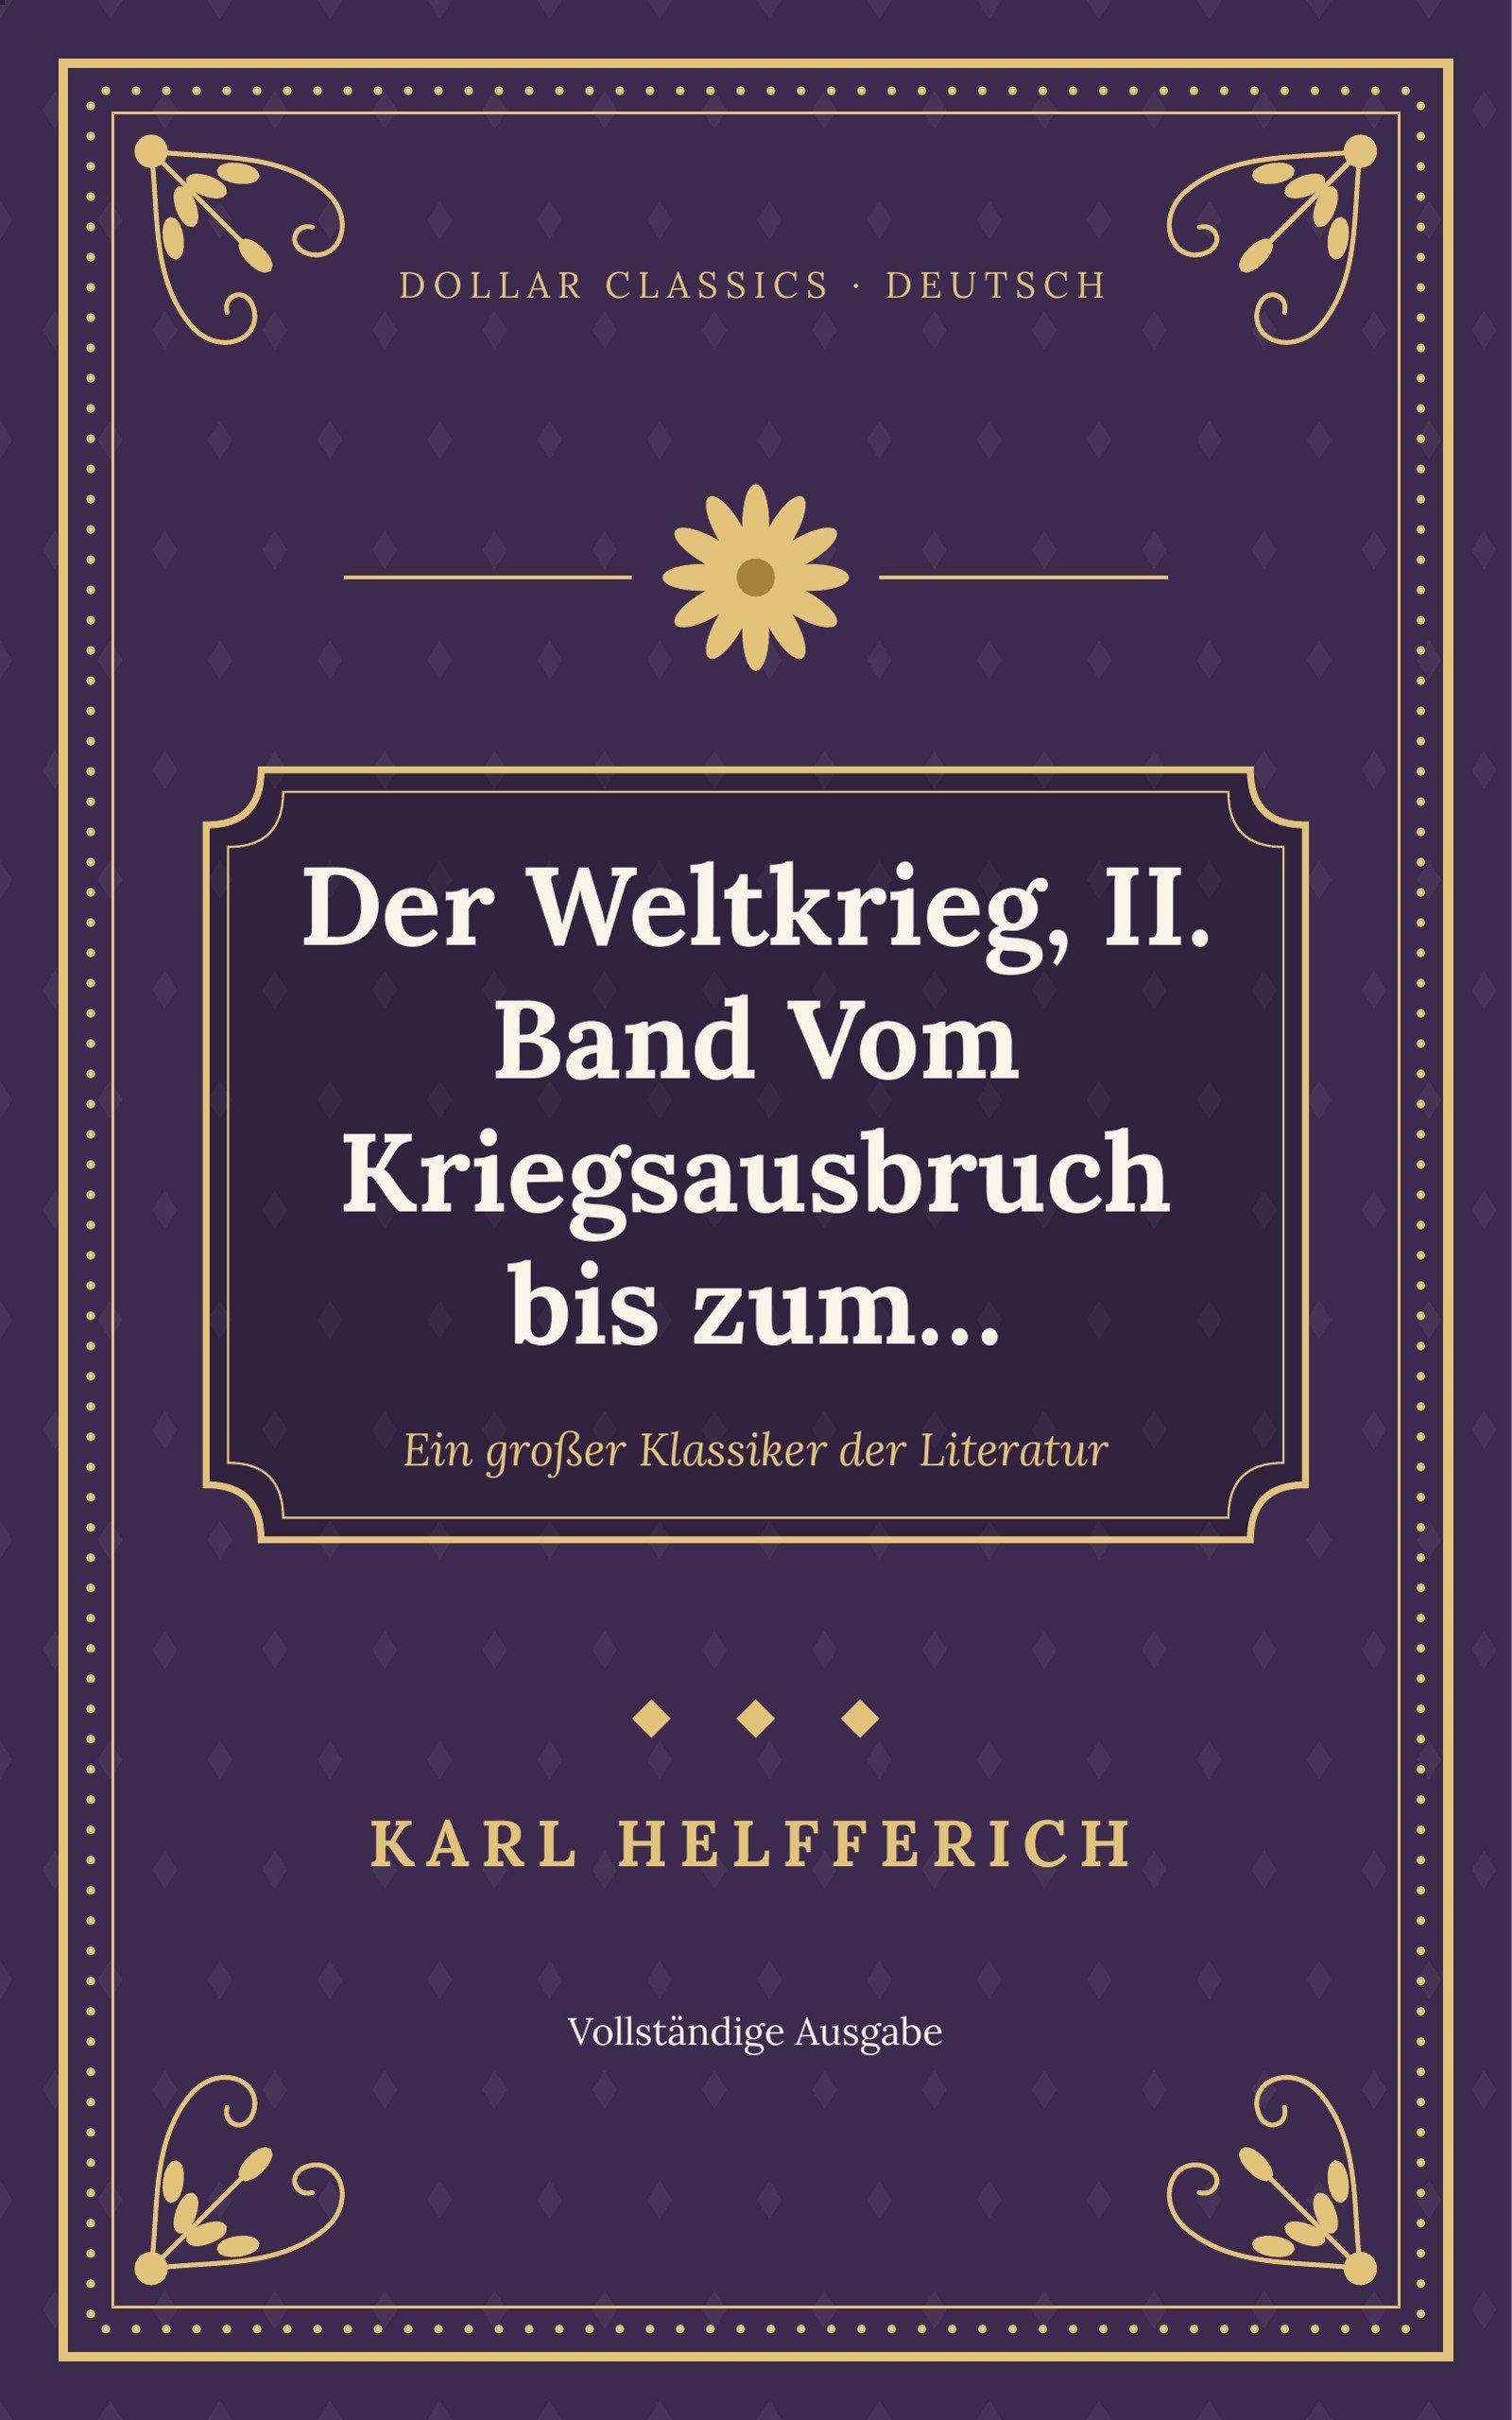 DOLLAR CLASSICS · DEUTSCH
Der Weltkrieg, II.
Band Vom
Kriegsausbruch
bis zum...
Ein großer Klassiker der Literatur
KARL HELFFERICH
Vollständige Ausgabe